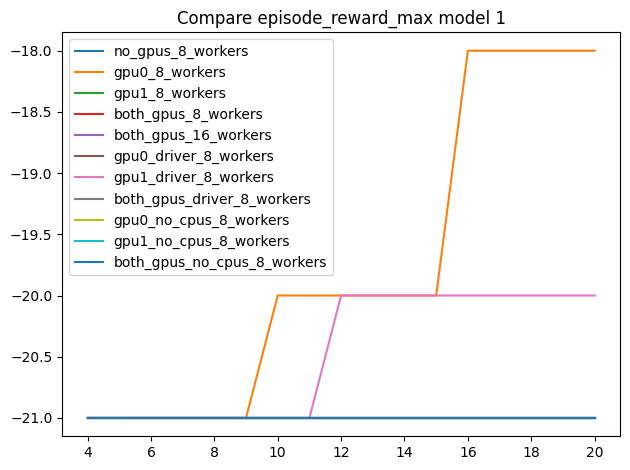 Compare episode_reward_max model 1
no_gpus_8_workers
gpu0_8_workers
gpu1_8_workers
both_gpus_8_workers
both_gpus_16_workers
gpu0_driver_8_workers
gpu1_driver_8_workers
both_gpus_driver_8_workers
gpu0_no_cpus_8_workers
gpu1_no_cpus_8_workers
both_gpus_no_cpus_8_workers
−18.0
−18.5
−19.0
−19.5
−20.0
−20.5
−21.0
4 6 8 10 12 14 16 18 20